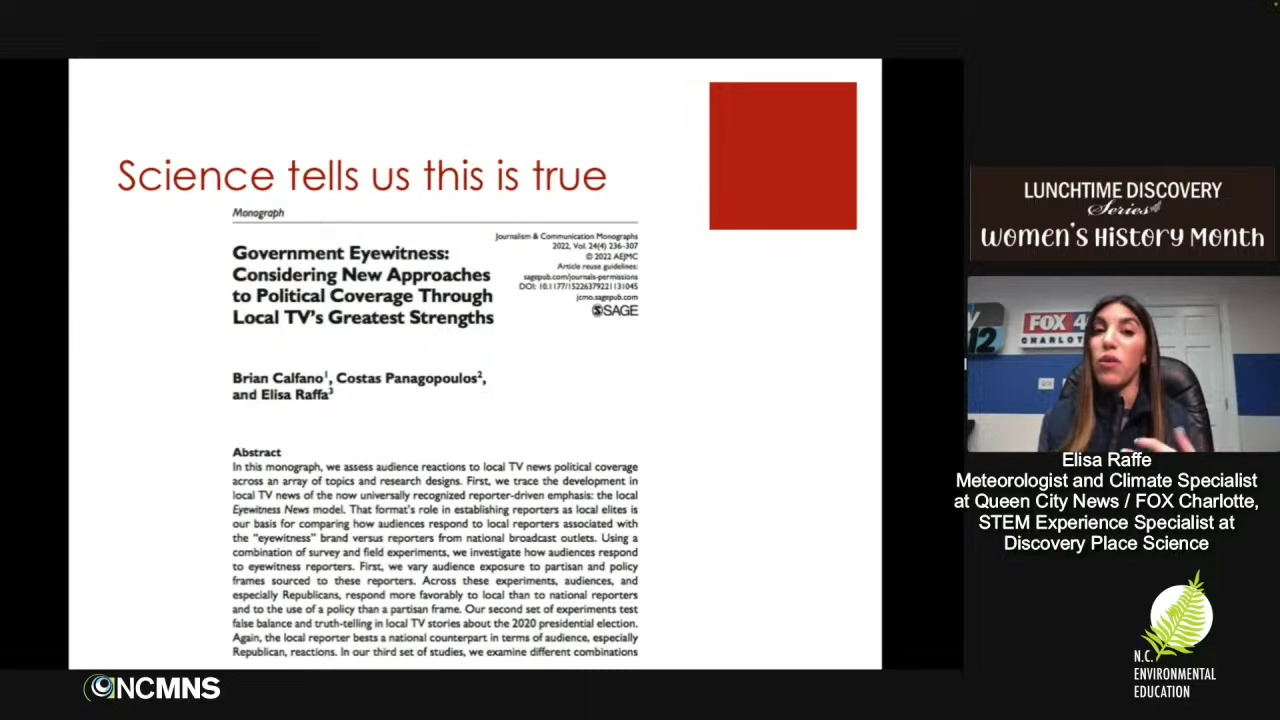 Science tells us this is true
Monograph
Government Eyewitness:
Considering New Approaches
to Political Coverage Through
Local TV's Greatest Strengths
Journalism & Communication Monographs
2022, Vol. 24(4) 236–307
© 2022 AEJMC
Article reuse guidelines:
sagepub.com/journals-permissions
DOI: 10.1177/15226379221131045
jcmo.sagepub.com
SAGE
Brian Calfano1, Costas Panagopoulos2,
and Elisa Raffa3
Abstract
In this monograph, we assess audience reactions to local TV news political coverage
across an array of topics and research designs. First, we trace the development in
local TV news of the now universally recognized reporter-driven emphasis: the local
Eyewitness News model. That format's role in establishing reporters as local elites is
our basis for comparing how audiences respond to local reporters associated with
the "eyewitness" brand versus reporters from national broadcast outlets. Using a
combination of survey and field experiments, we investigate how audiences respond
to eyewitness reporters. First, we vary audience exposure to partisan and policy
frames sourced to these reporters. Across these experiments, audiences, and
especially Republicans, respond more favorably to local than to national reporters
and to the use of a policy than a partisan frame. Our second set of experiments test
false balance and truth-telling in local TV stories about the 2020 presidential election.
Again, the local reporter bests a national counterpart in terms of audience, especially
Republican, reactions. In our third set of studies, we examine different combinations
NCMNS
LUNCHTIME DISCOVERY
Series
WOMEN'S HISTORY MONTH
12
FOX 4
CHARLOTTE
Elisa Raffe
Meteorologist and Climate Specialist
at Queen City News / FOX Charlotte,
STEM Experience Specialist at
Discovery Place Science
N.C.
ENVIRONMENTAL
EDUCATION